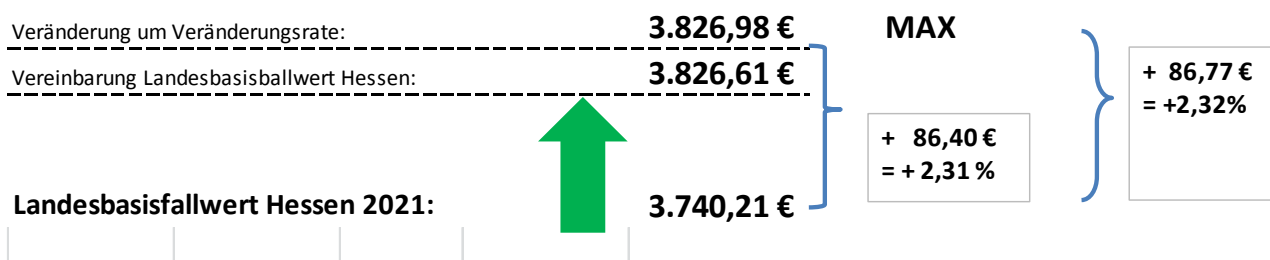 Veränderung um Veränderungsrate: 3.826,98 € MAX
Vereinbarung Landesbasisballwert Hessen: 3.826,61 €
+ 86,77 €
= +2,32%
+ 86,40 €
= + 2,31 %
Landesbasisfallwert Hessen 2021: 3.740,21 €